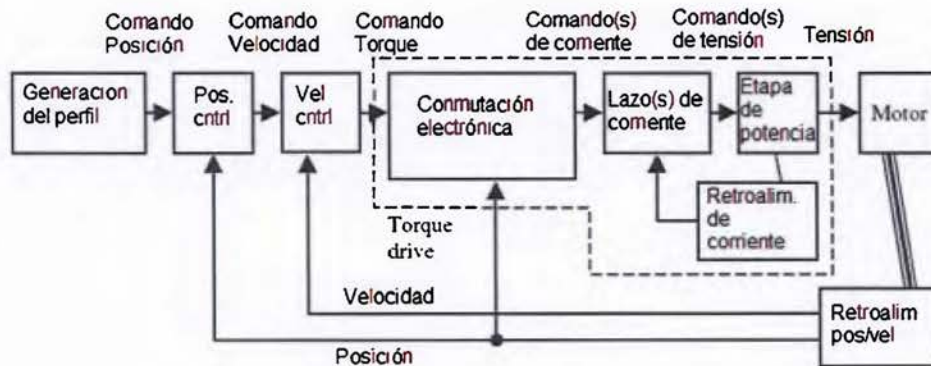 Comando
Posición
Comando
Velocidad
Comando
Torque
Comando(s)
de comente
Comando(s)
de tensión
Tensión
Generacion
del perfil
Pos.
cntrl
Vel
cntrl
Conmutación
electrónica
Lazo(s) de
comente
Etapa
de
potencia
Motor
Retroalim.
de
corriente
Torque
drive
Velocidad
Retroalim
pos/vel
Posición